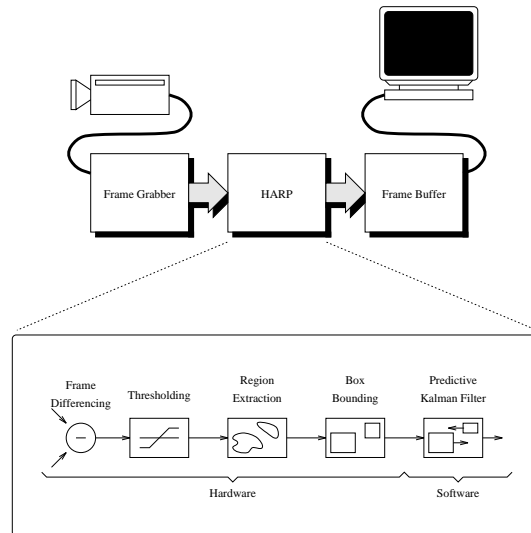 Frame Grabber
HARP
Frame Buffer
Frame
Differencing
Thresholding
Region
Extraction
Box
Bounding
Predictive
Kalman Filter
Hardware
Software